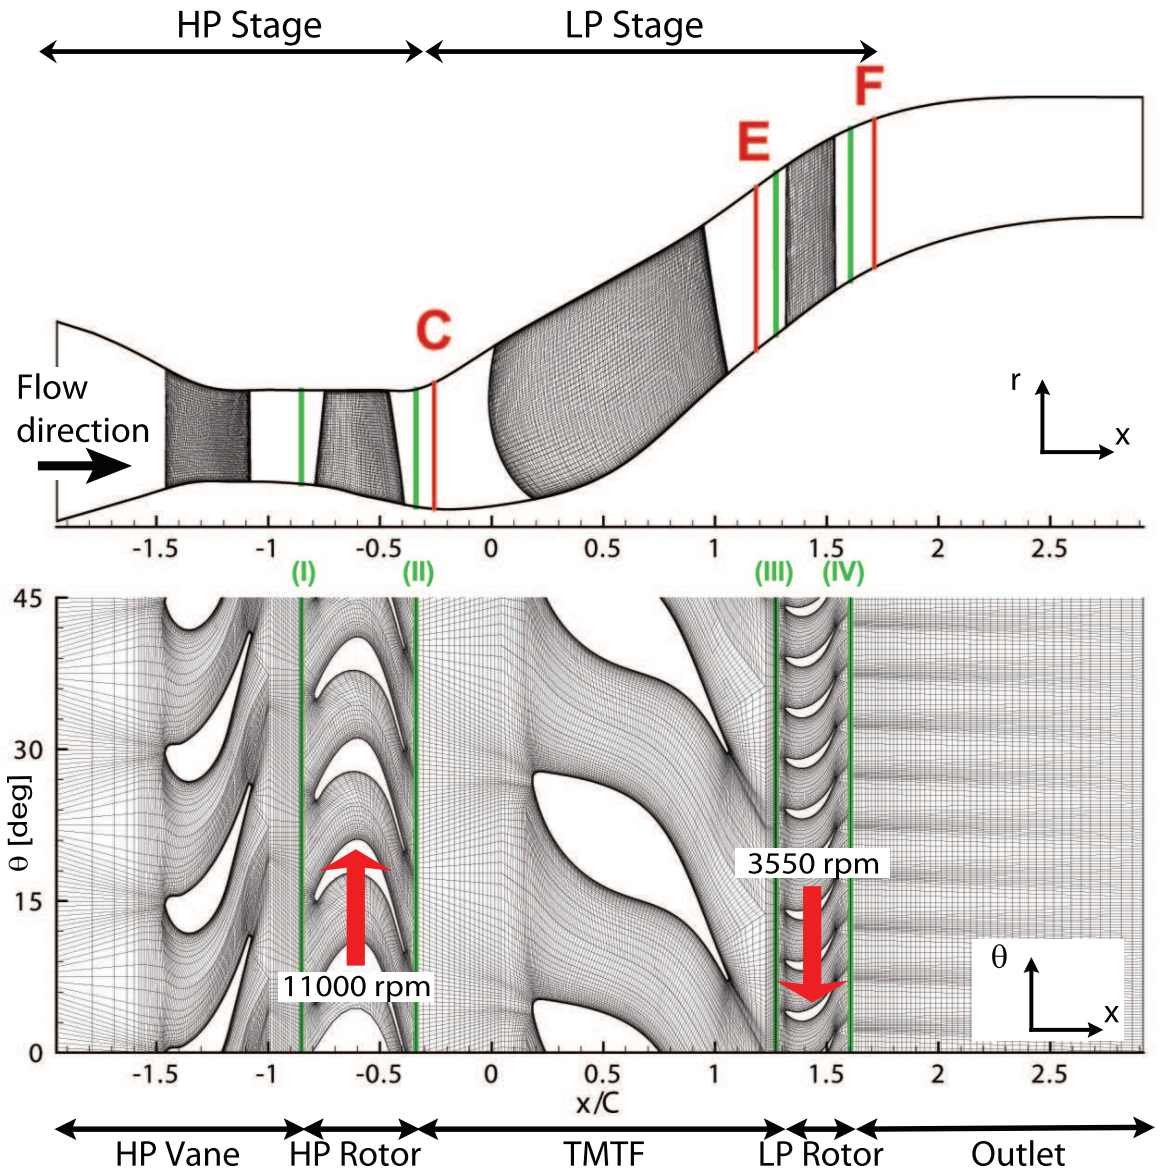 HP Stage LP Stage
F
E
C
Flow
direction
r
x
-1.5 -1 -0.5 0 0.5 1 1.5 2 2.5
(I) (II) (III) (IV)
45
30
15
0
θ [deg]
3550 rpm
11000 rpm
θ
x
-1.5 -1 -0.5 0 0.5 1 1.5 2 2.5
x/C
HP Vane HP Rotor TMTF LP Rotor Outlet